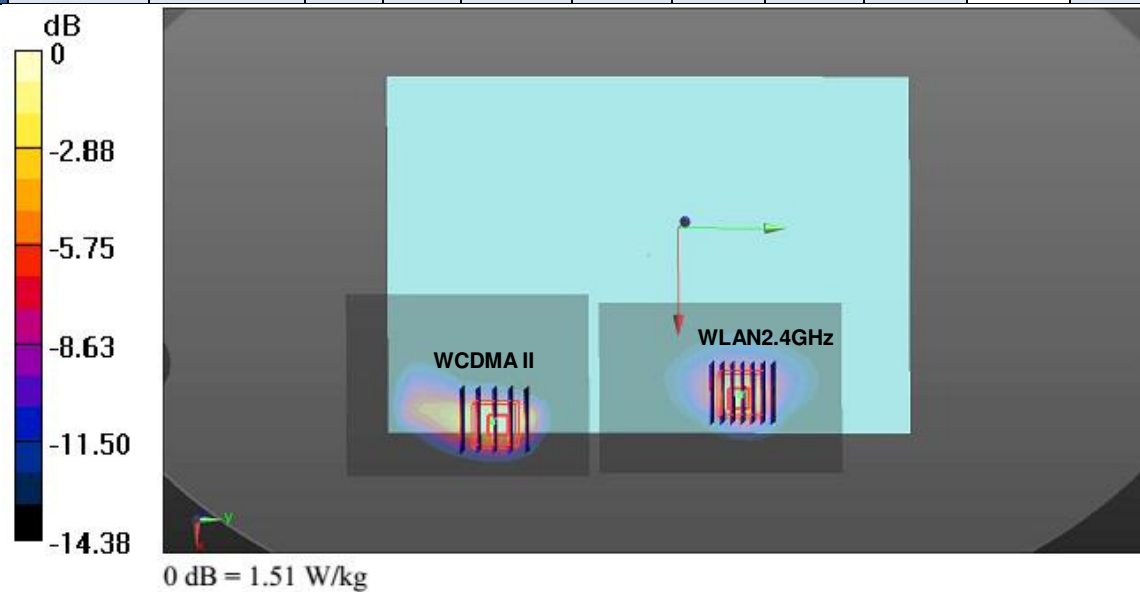 dB
0
-2.88
-5.75
-8.63
-11.50
-14.38
WCDMA II
WLAN2.4GHz
y
0 dB = 1.51 W/kg